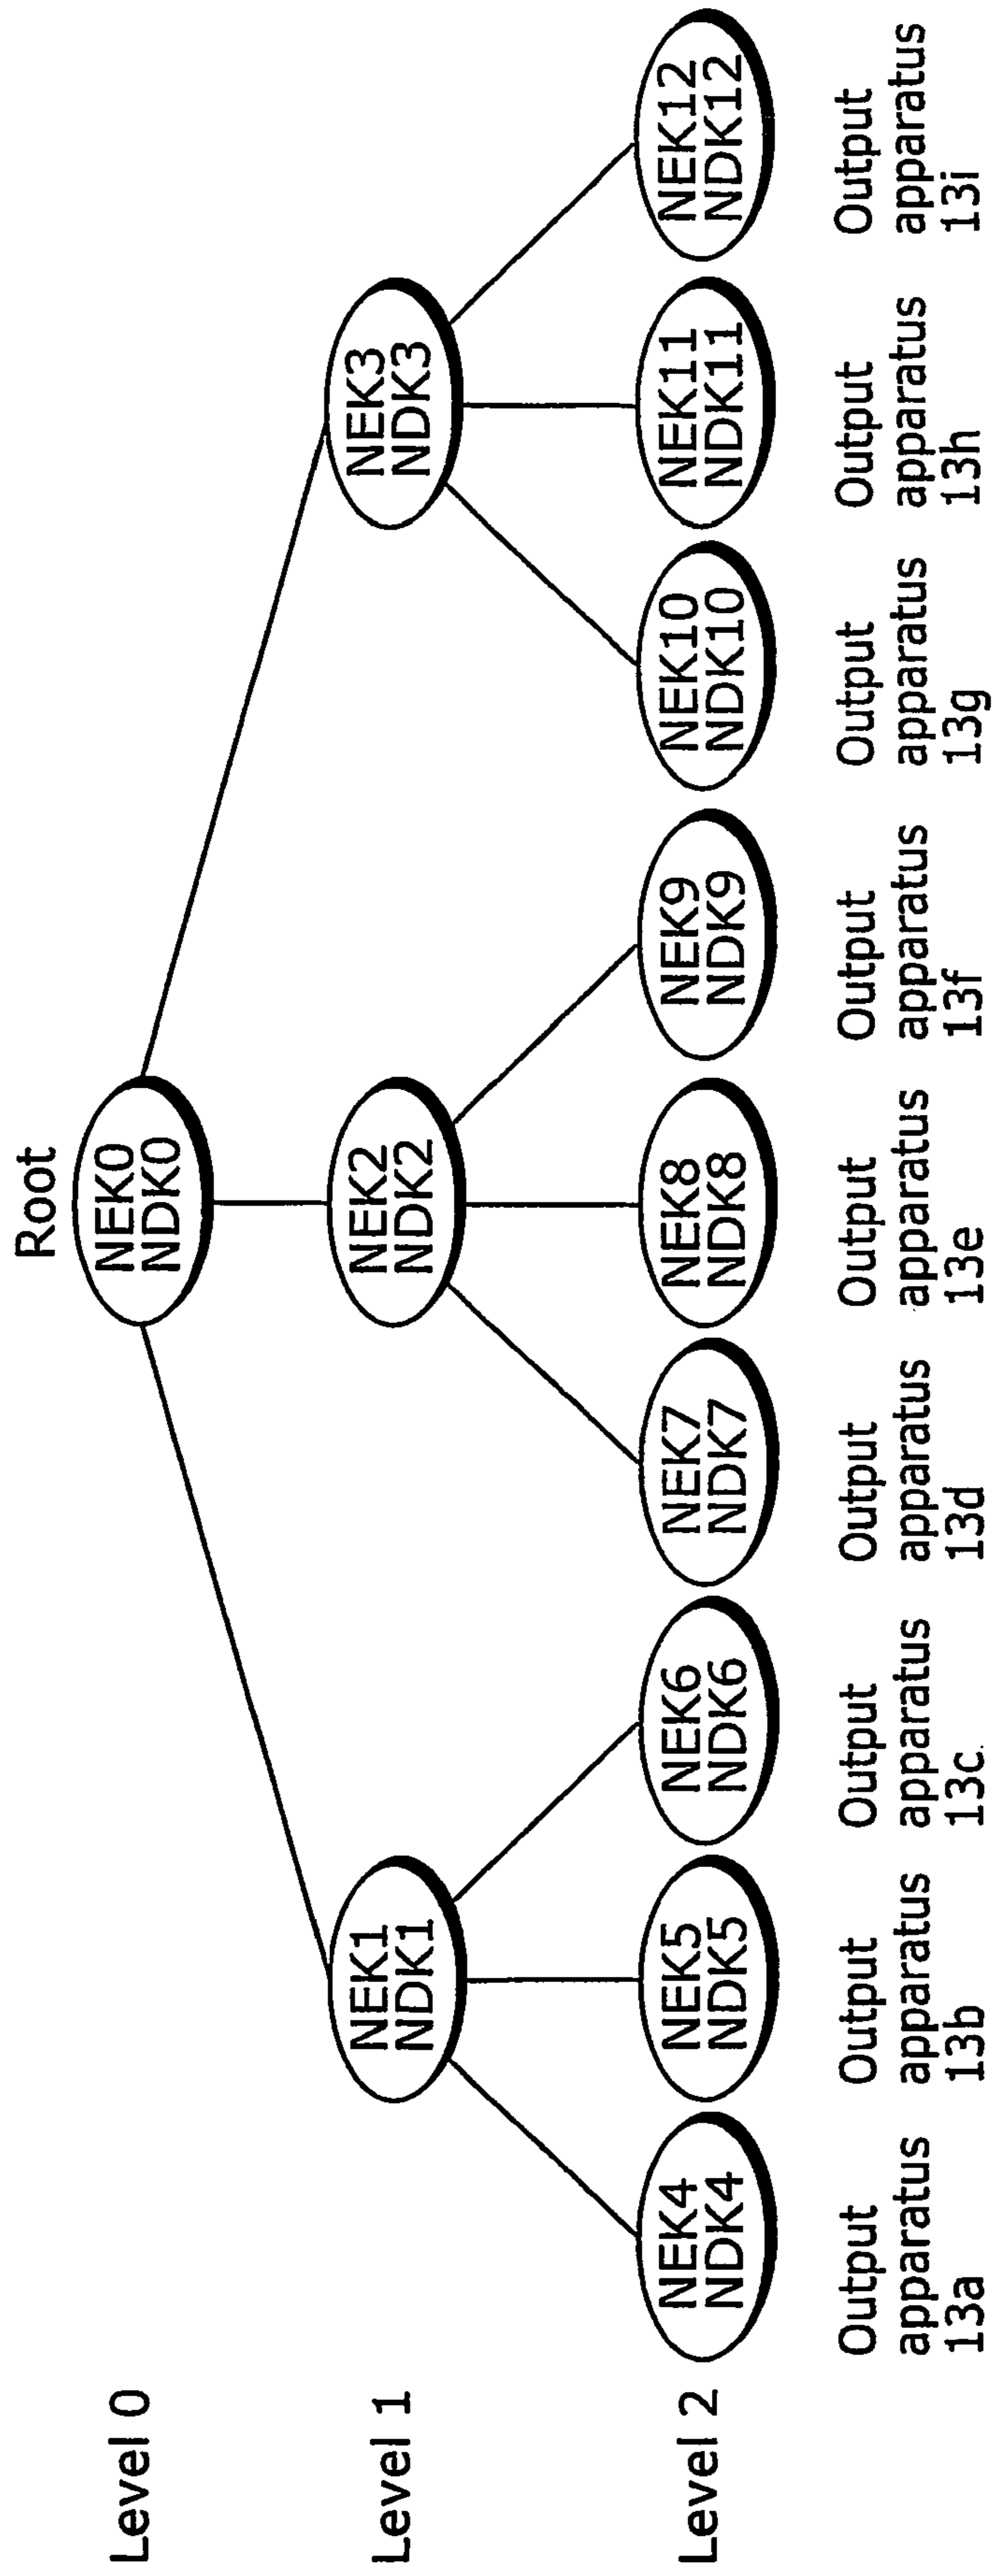 Root
Level 0
NEK0
NDK0
Level 1
NEK1
NDK1
NEK2
NDK2
NEK3
NDK3
Level 2
NEK4
NDK4
NEK5
NDK5
NEK6
NDK6
NEK7
NDK7
NEK8
NDK8
NEK9
NDK9
NEK10
NDK10
NEK11
NDK11
NEK12
NDK12
Output
apparatus
13a
Output
apparatus
13b
Output
apparatus
13c
Output
apparatus
13d
Output
apparatus
13e
Output
apparatus
13f
Output
apparatus
13g
Output
apparatus
13h
Output
apparatus
13i